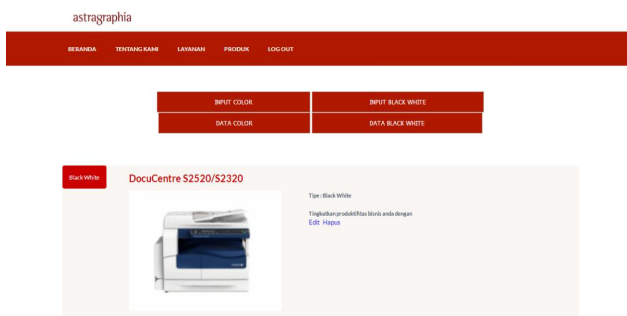 astragraphia
BERANDA TENTANG KAMI LAYANAN PRODUK LOG OUT
INPUT COLOR INPUT BLACK WHITE
DATA COLOR DATA BLACK WHITE
Black White
DocuCentre S2520/S2320
Tipe : Black White
Tingkatkan produktifitas bisnis anda dengan
Edit Hapus